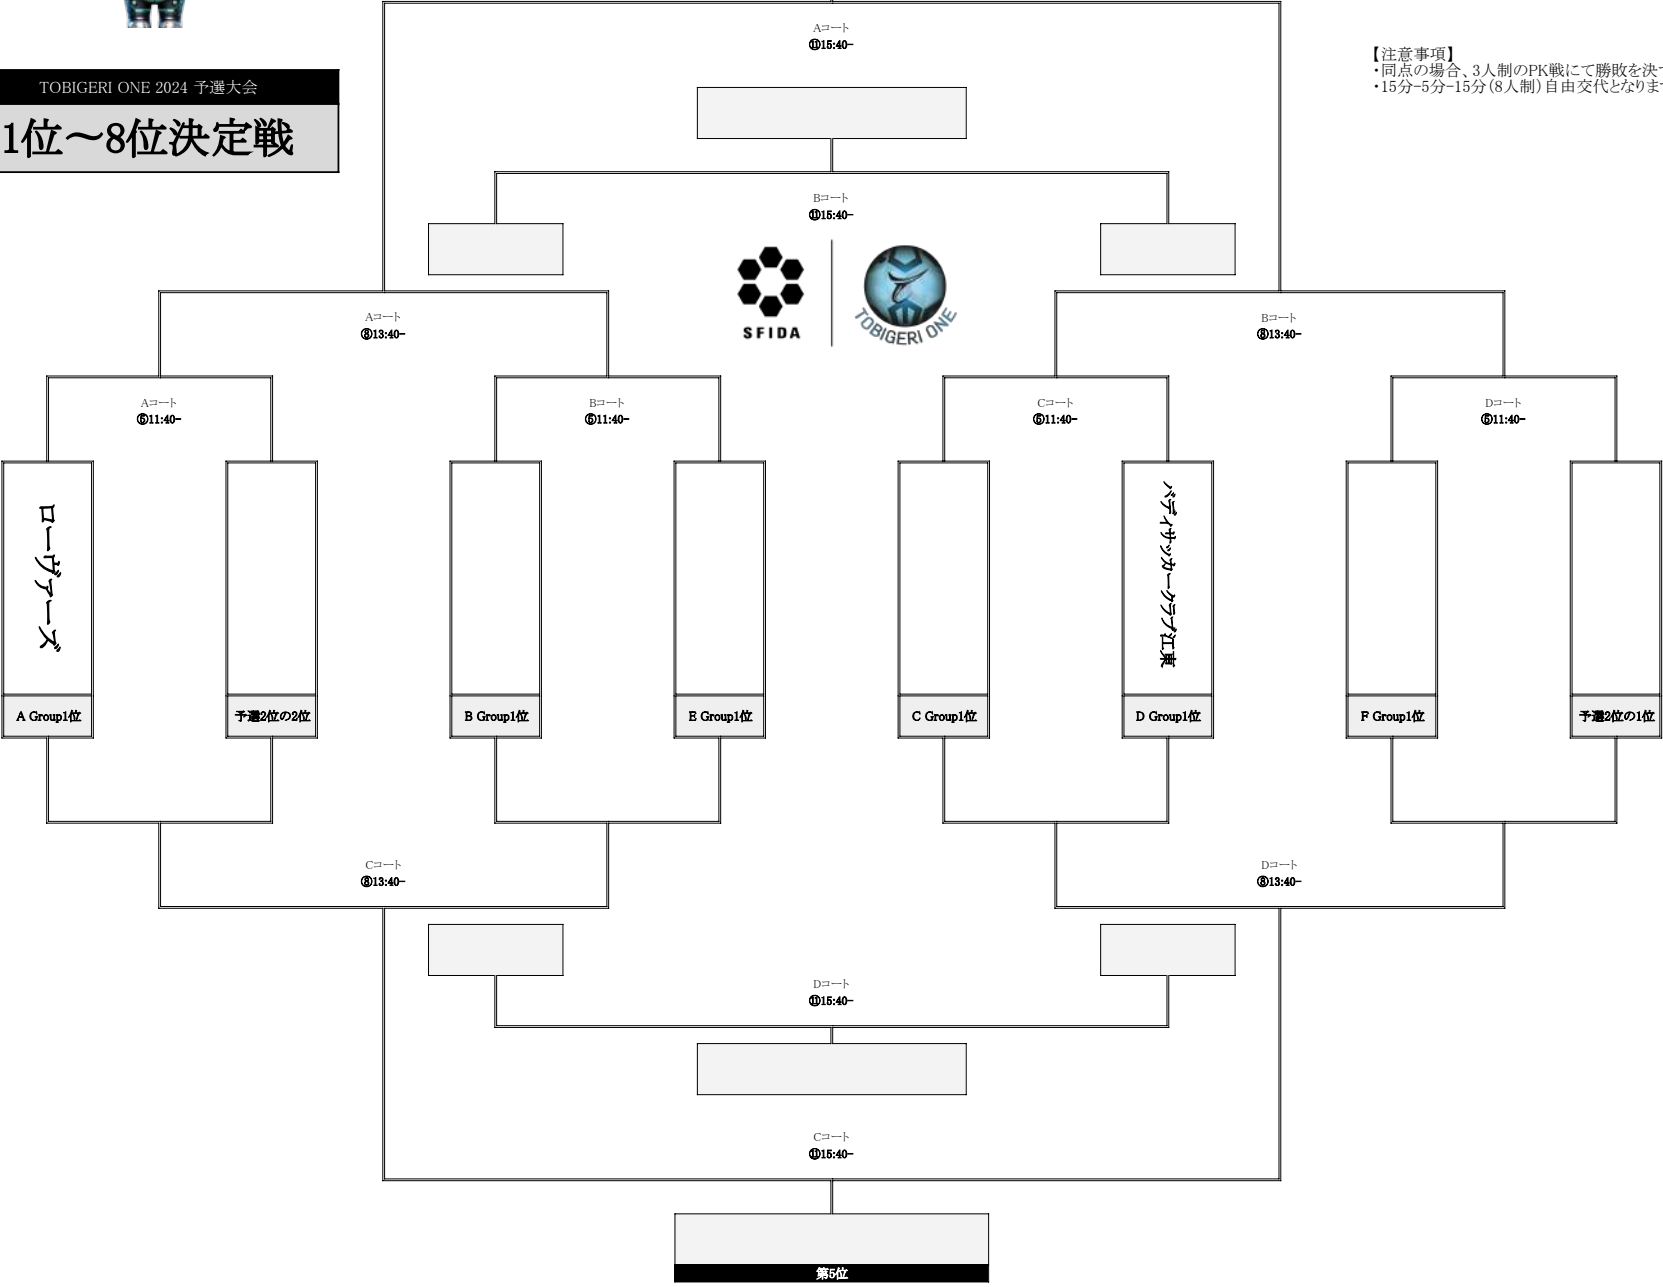 Aコート
⑪15:40-
【注意事項】
・同点の場合、3人制のPK戦にて勝敗を決
・15分-5分-15分(8人制)自由交代となりま
TOBIGERI ONE 2024 予選大会
1位～8位決定戦
Bコート
⑪15:40-
SFIDA
TOBIGERI ONE
Aコート
⑧13:40-
Bコート
⑧13:40-
Aコート
⑤11:40-
Bコート
⑤11:40-
Cコート
⑤11:40-
Dコート
⑤11:40-
ローヴァーズ
バディサッカークラブ江東
A Group1位
予選2位の2位
B Group1位
E Group1位
C Group1位
D Group1位
F Group1位
予選2位の1位
Cコート
⑧13:40-
Dコート
⑧13:40-
Dコート
⑪15:40-
Cコート
⑪15:40-
第5位